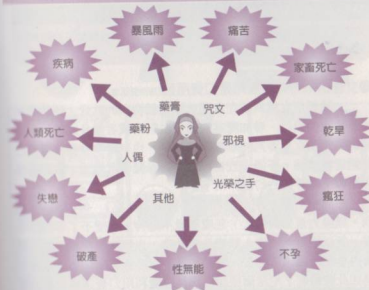 暴風雨
痛苦
疾病
家畜死亡
藥膏
咒文
人類死亡
藥粉
邪視
乾旱
人偶
失戀
其他
光榮之手
瘋狂
破產
性無能
不孕